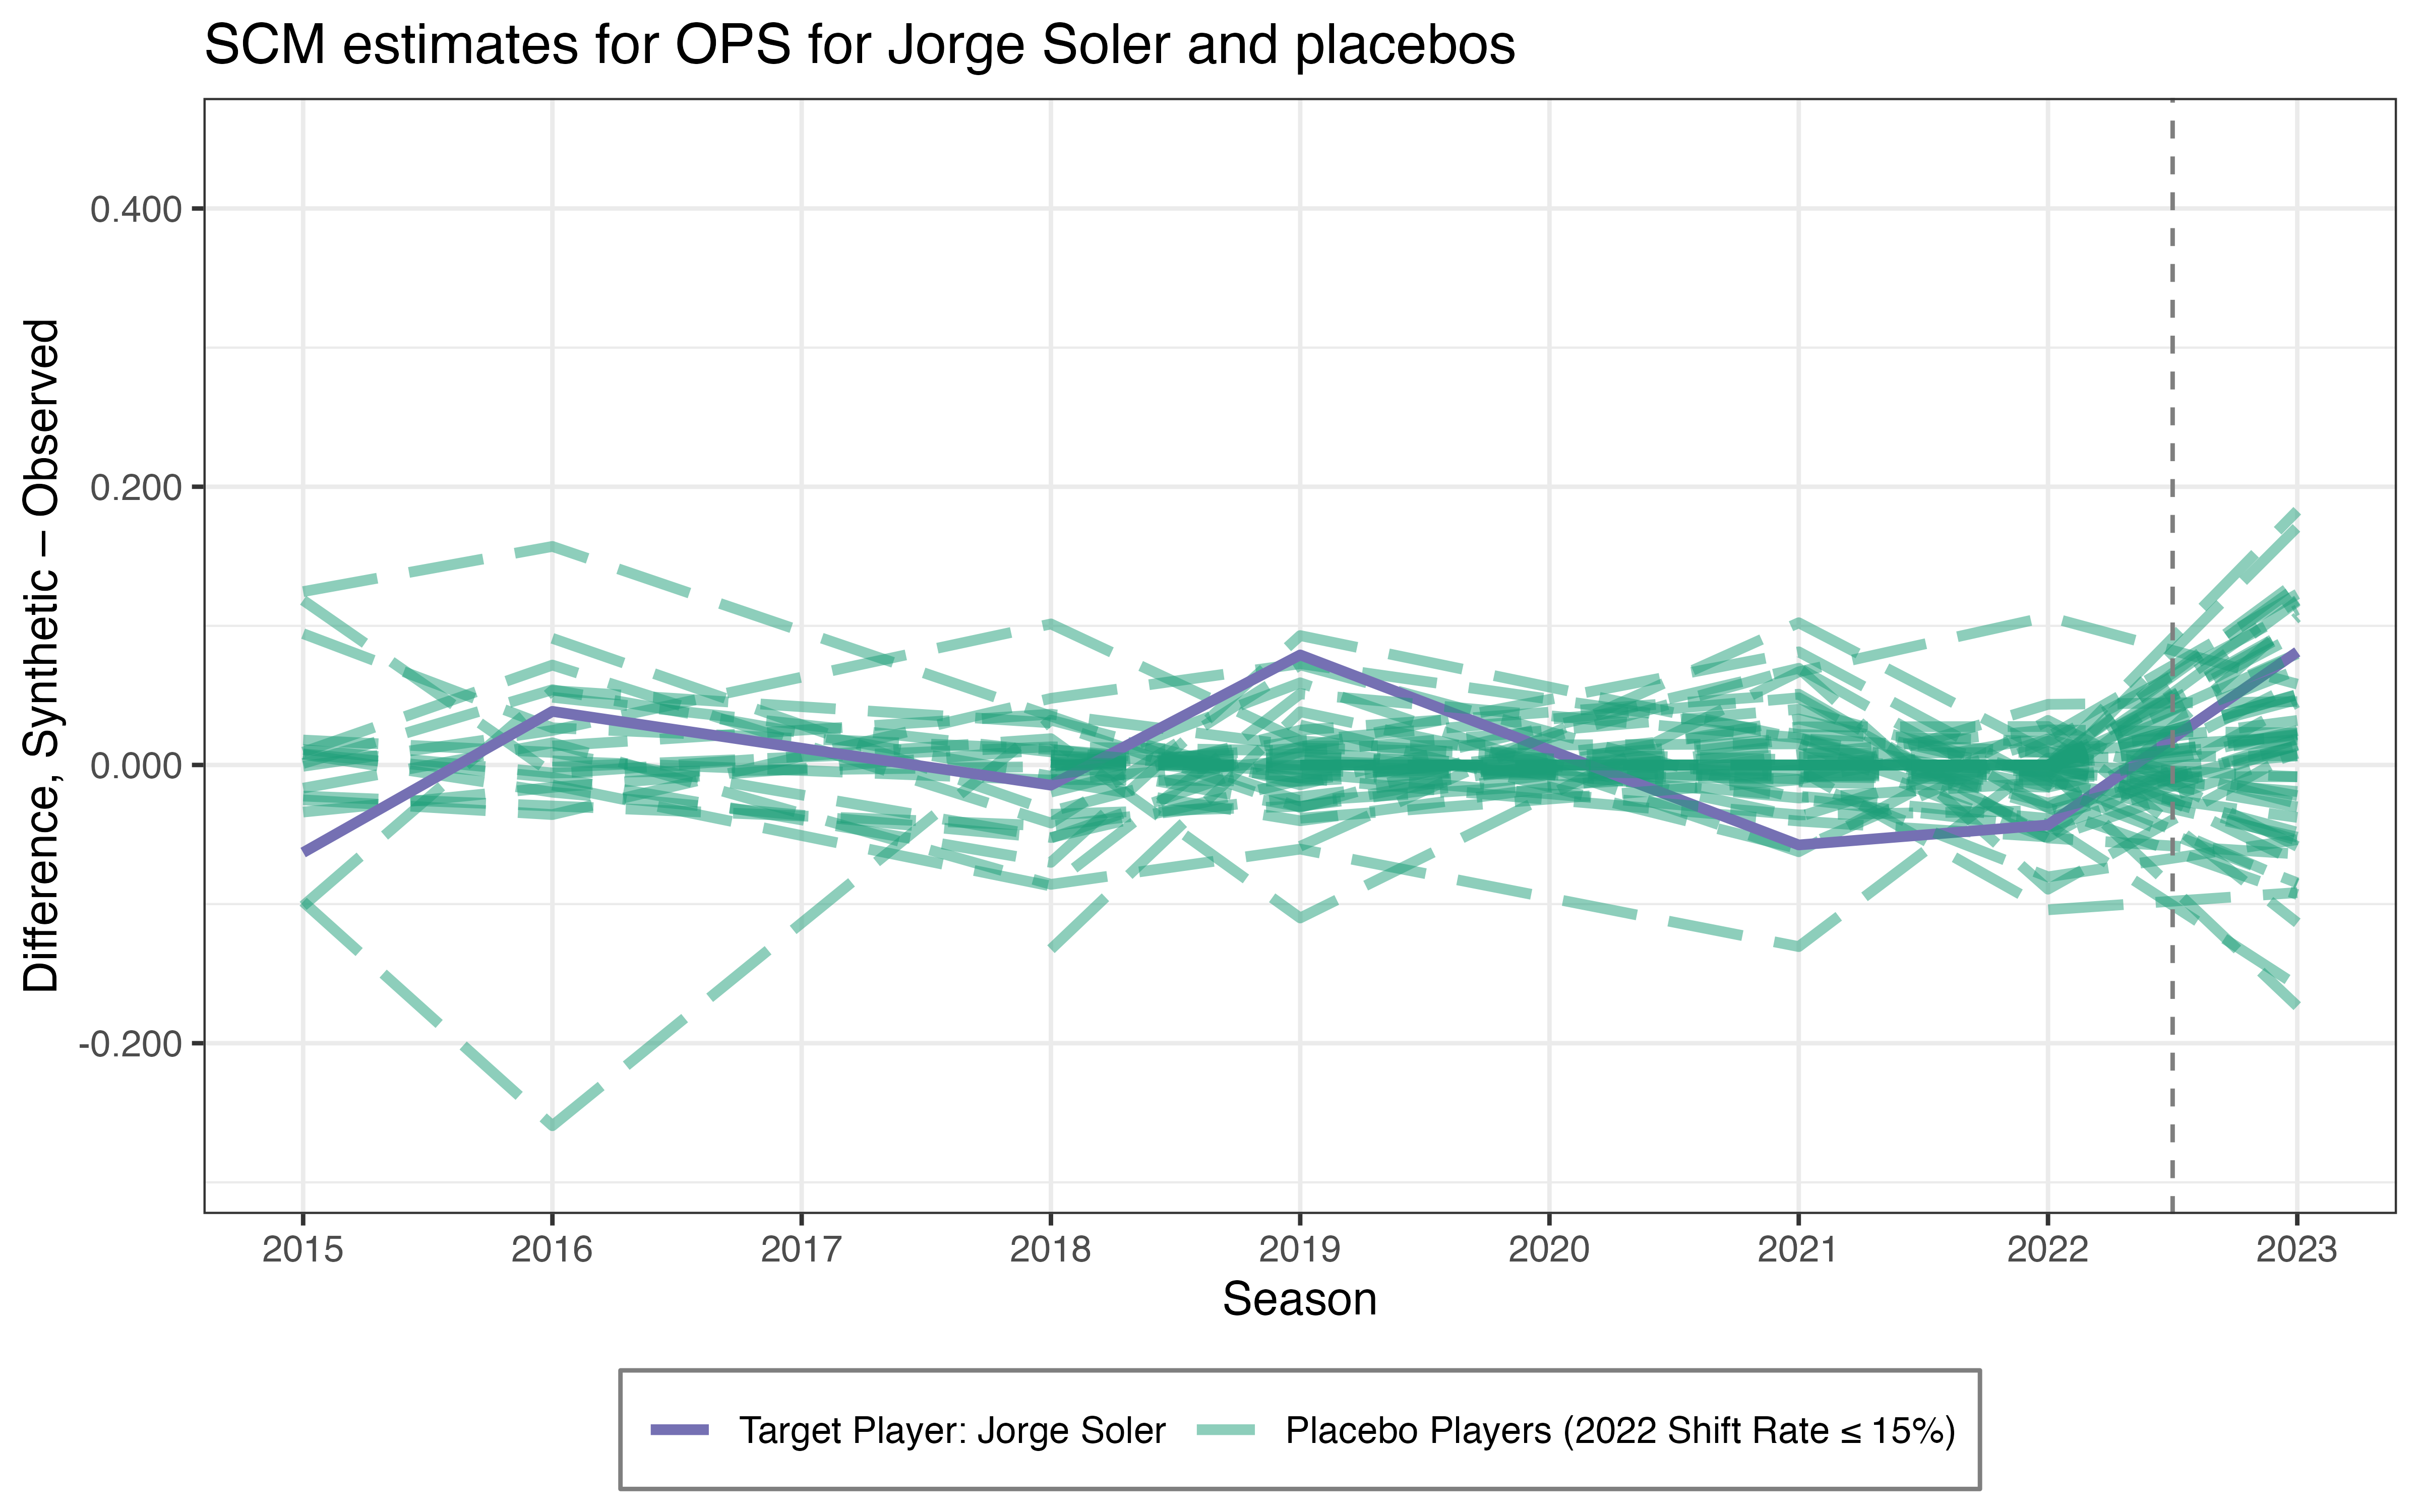 SCM estimates for OPS for Jorge Soler and placebos
Difference, Synthetic − Observed
0.400
0.200
0.000
-0.200
2015 2016 2017 2018 2019 2020 2021 2022 2023
Season
Target Player: Jorge Soler Placebo Players (2022 Shift Rate ≤ 15%)